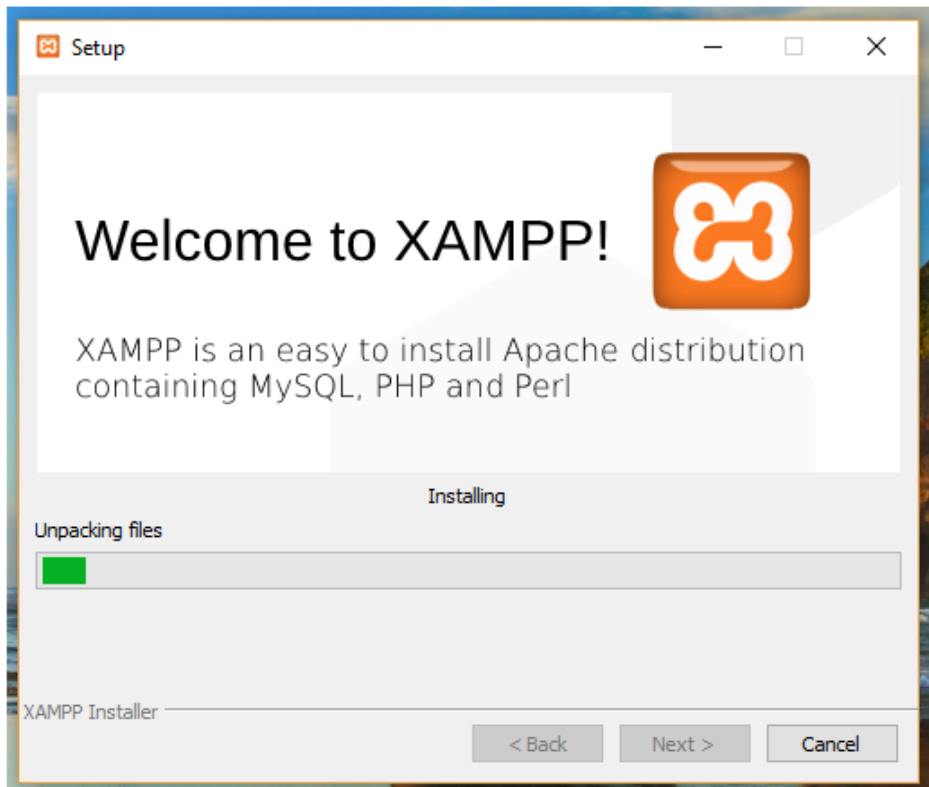 Setup
Welcome to XAMPP!
XAMPP is an easy to install Apache distribution
containing MySQL, PHP and Perl
Installing
Unpacking files
XAMPP Installer
< Back
Next >
Cancel